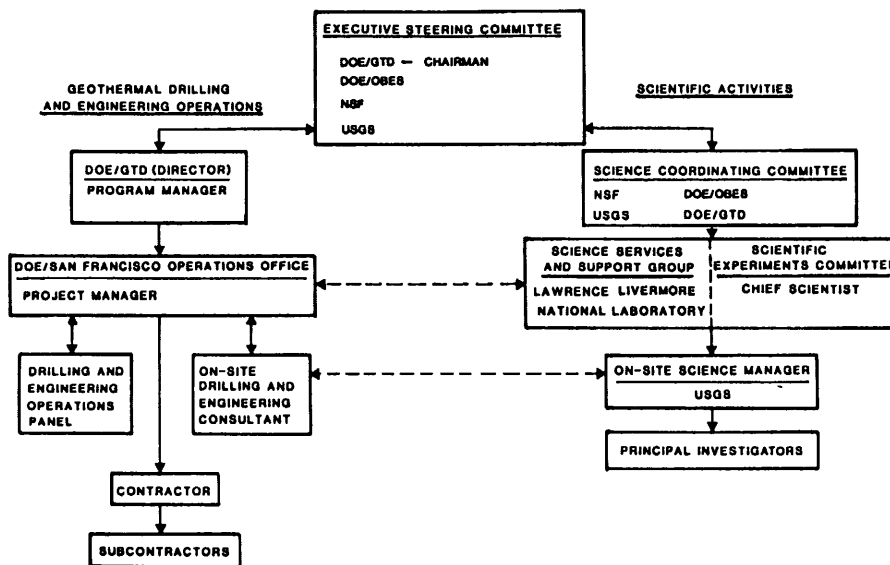 EXECUTIVE STEERING COMMITTEE
DOE/GTD — CHAIRMAN
DOE/OBES
NSF
USGS
GEOTHERMAL DRILLING
AND ENGINEERING OPERATIONS
SCIENTIFIC ACTIVITIES
DOE/GTD (DIRECTOR)
PROGRAM MANAGER
SCIENCE COORDINATING COMMITTEE
NSF DOE/OBES
USGS DOE/GTD
DOE/SAN FRANCISCO OPERATIONS OFFICE
PROJECT MANAGER
SCIENCE SERVICES
AND SUPPORT GROUP
LAWRENCE LIVERMORE
NATIONAL LABORATORY
SCIENTIFIC
EXPERIMENTS COMMITTEE
CHIEF SCIENTIST
DRILLING AND
ENGINEERING
OPERATIONS
PANEL
ON-SITE
DRILLING AND
ENGINEERING
CONSULTANT
ON-SITE SCIENCE MANAGER
USGS
PRINCIPAL INVESTIGATORS
CONTRACTOR
SUBCONTRACTORS